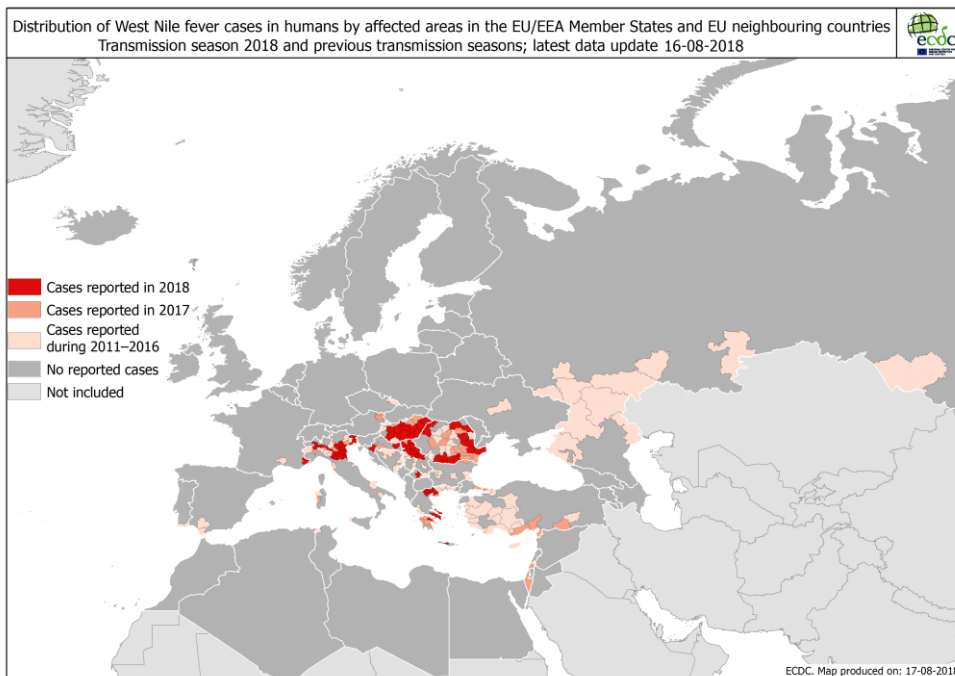 Distribution of West Nile fever cases in humans by affected areas in the EU/EEA Member States and EU neighbouring countries
Transmission season 2018 and previous transmission seasons; latest data update 16-08-2018
ecdc
Cases reported in 2018
Cases reported in 2017
Cases reported
during 2011–2016
No reported cases
Not included
ECDC. Map produced on: 17-08-2018